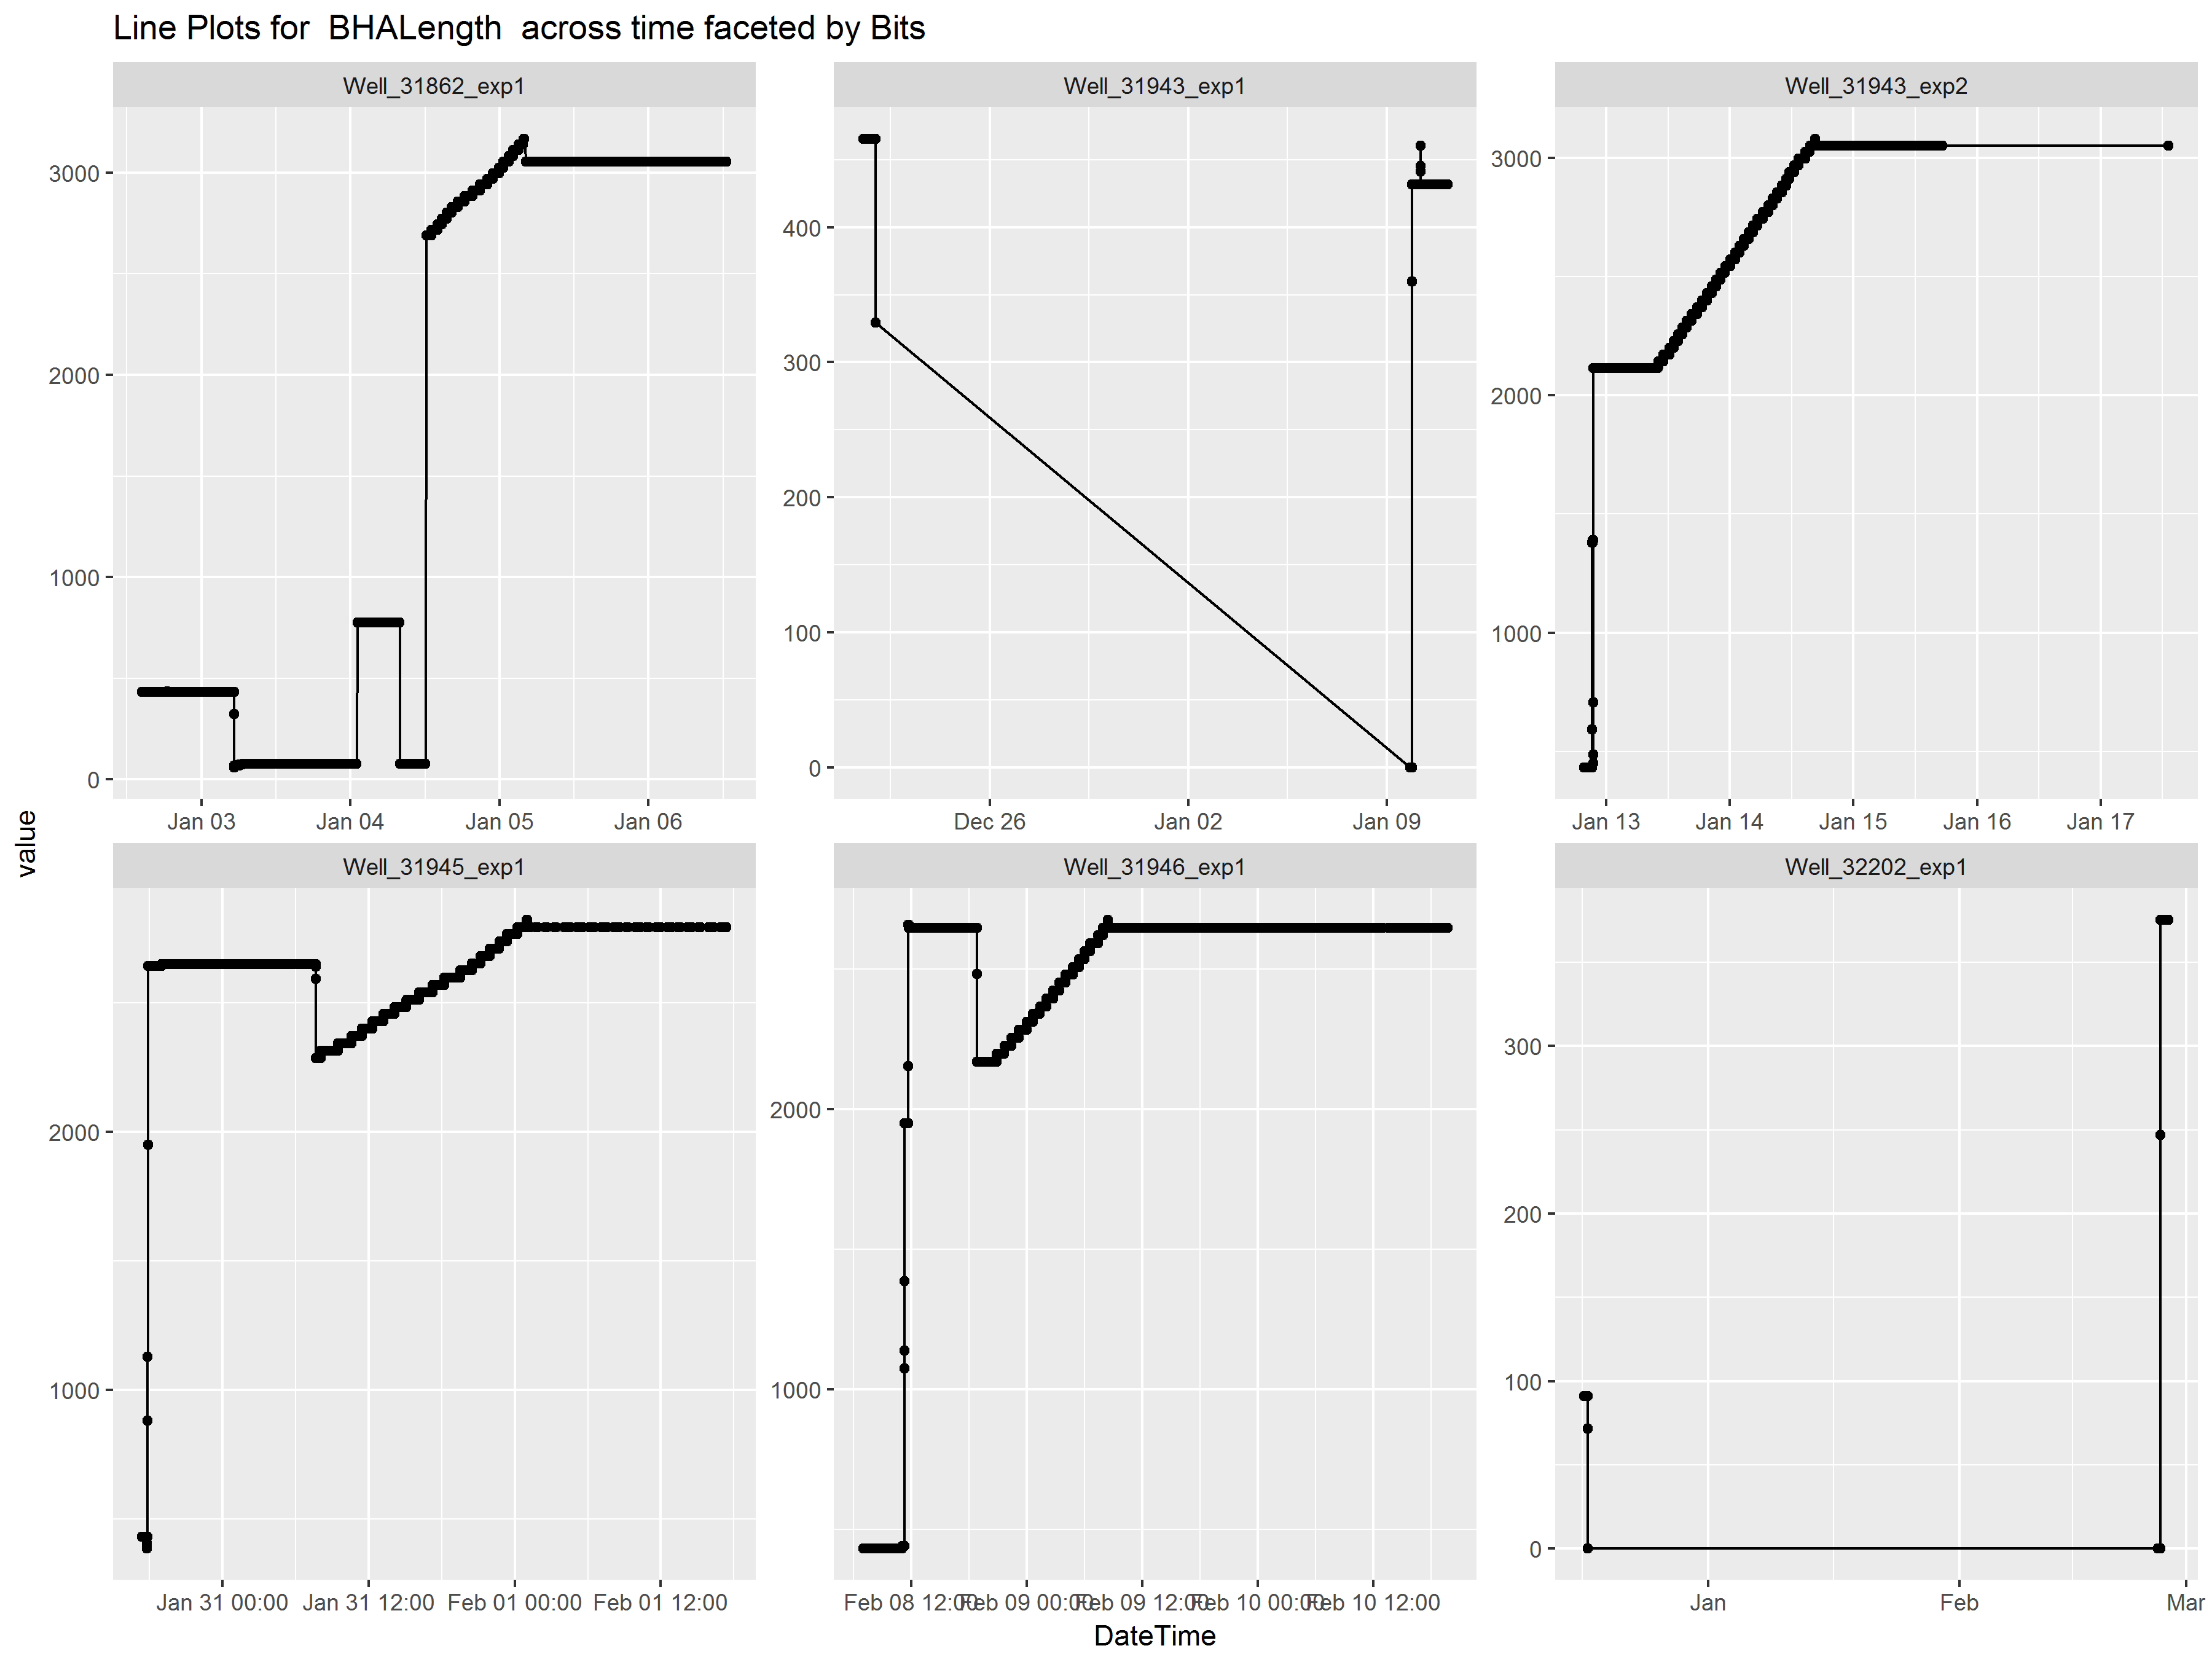 Line Plots for  BHALength  across time faceted by Bits
Well_31862_exp1
Well_31943_exp1
Well_31943_exp2
3000
2000
1000
0
400
300
200
100
0
3000
2000
1000
Jan 03 Jan 04 Jan 05 Jan 06
Dec 26 Jan 02 Jan 09
Jan 13 Jan 14 Jan 15 Jan 16 Jan 17
value
Well_31945_exp1
Well_31946_exp1
Well_32202_exp1
2000
1000
2000
1000
300
200
100
0
Jan 31 00:00 Jan 31 12:00 Feb 01 00:00 Feb 01 12:00
Feb 08 12:00 Feb 09 00:00 Feb 09 12:00 Feb 10 00:00 Feb 10 12:00
Jan Feb Mar
DateTime